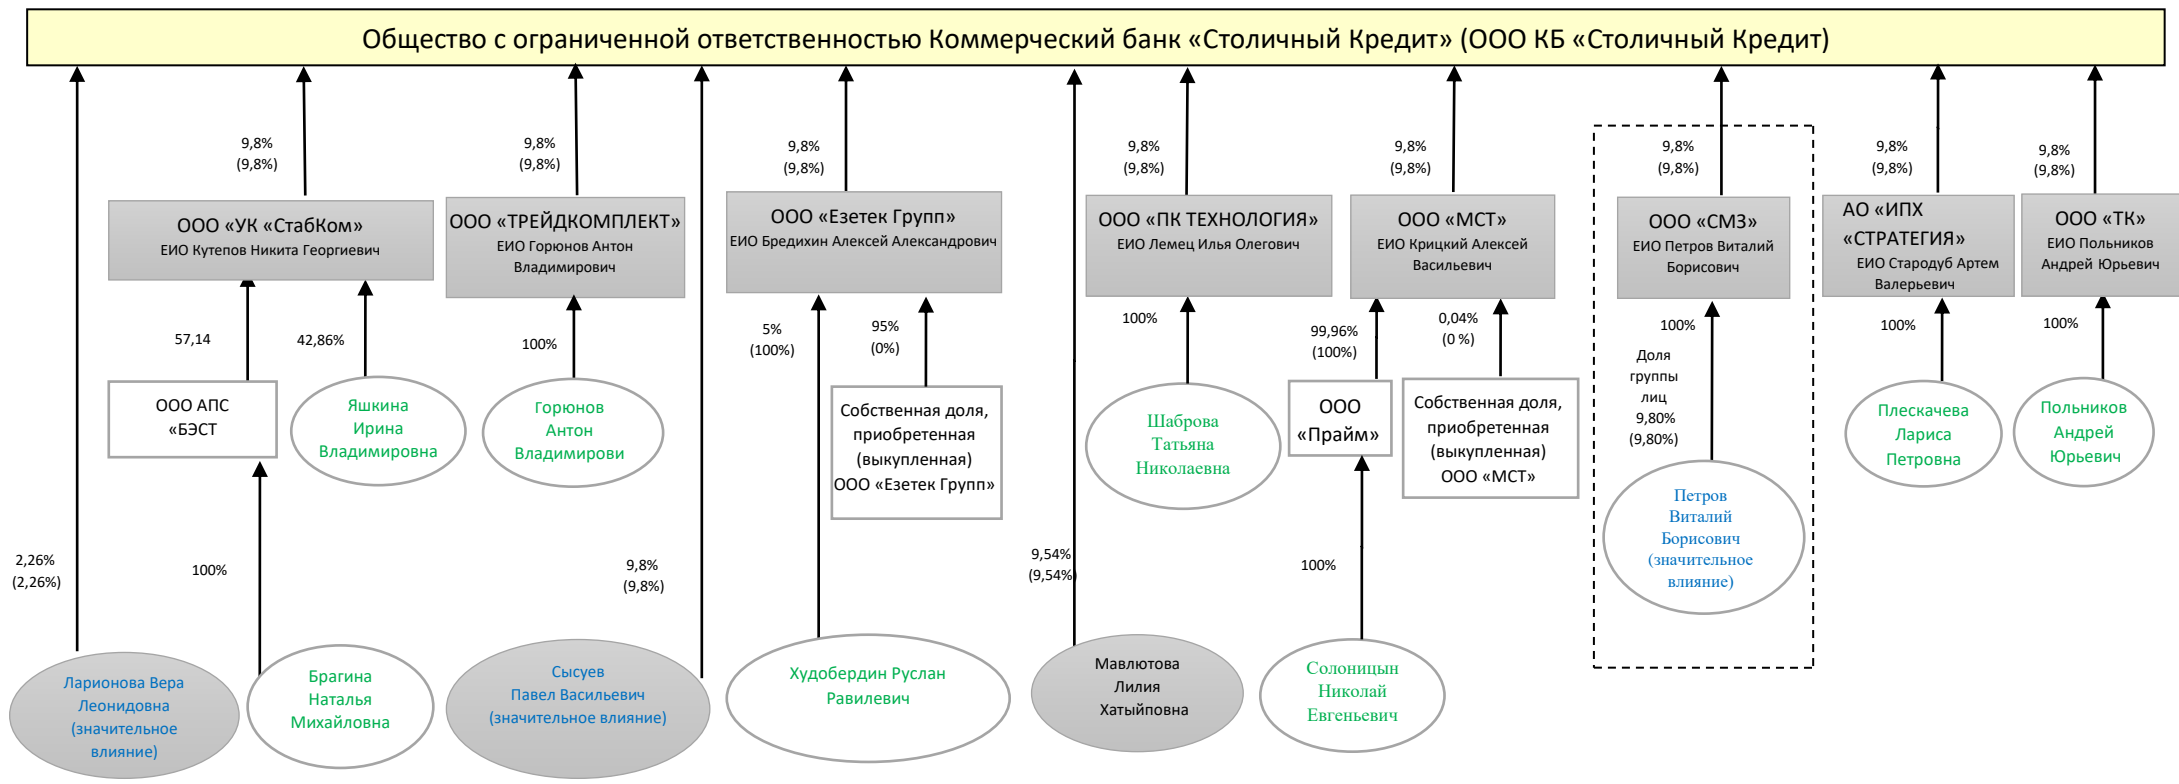 Общество с ограниченной ответственностью Коммерческий банк «Столичный Кредит» (ООО КБ «Столичный Кредит)
9,8%
(9,8%)
9,8%
(9,8%)
9,8%
(9,8%)
9,8%
(9,8%)
9,8%
(9,8%)
9,8%
(9,8%)
9,8%
(9,8%)
9,8%
(9,8%)
ООО «УК «СтабКом»
ЕИО Кутепов Никита Георгиевич
ООО «ТРЕЙДКОМПЛЕКТ»
ЕИО Горюнов Антон
Владимирович
ООО «Езетек Групп»
ЕИО Бредихин Алексей Александрович
ООО «ПК ТЕХНОЛОГИЯ»
ЕИО Лемец Илья Олегович
ООО «МСТ»
ЕИО Крицкий Алексей
Васильевич
ООО «СМЗ»
ЕИО Петров Виталий
Борисович
АО «ИПХ
«СТРАТЕГИЯ»
ЕИО Стародуб Артем
Валерьевич
ООО «ТК»
ЕИО Польников
Андрей Юрьевич
57,14
42,86%
100%
5%
(100%)
95%
(0%)
100%
99,96%
(100%)
0,04%
(0 %)
100%
Доля
группы
лиц
9,80%
(9,80%)
100%
100%
ООО АПС
«БЭСТ
Яшкина
Ирина
Владимировна
Горюнов
Антон
Владимирови
Собственная доля,
приобретенная
(выкупленная)
ООО «Езетек Групп»
Шаброва
Татьяна
Николаевна
ООО
«Прайм»
Собственная доля,
приобретенная
(выкупленная)
ООО «МСТ»
Петров
Виталий
Борисович
(значительное
влияние)
Плескачева
Лариса
Петровна
Польников
Андрей
Юрьевич
2,26%
(2,26%)
100%
9,8%
(9,8%)
9,54%
(9,54%)
100%
Ларионова Вера
Леонидовна
(значительное
влияние)
Брагина
Наталья
Михайловна
Сысуев
Павел Васильевич
(значительное влияние)
Худобердин Руслан
Равилевич
Мавлютова
Лилия
Хатыйповна
Солоницын
Николай
Евгеньевич